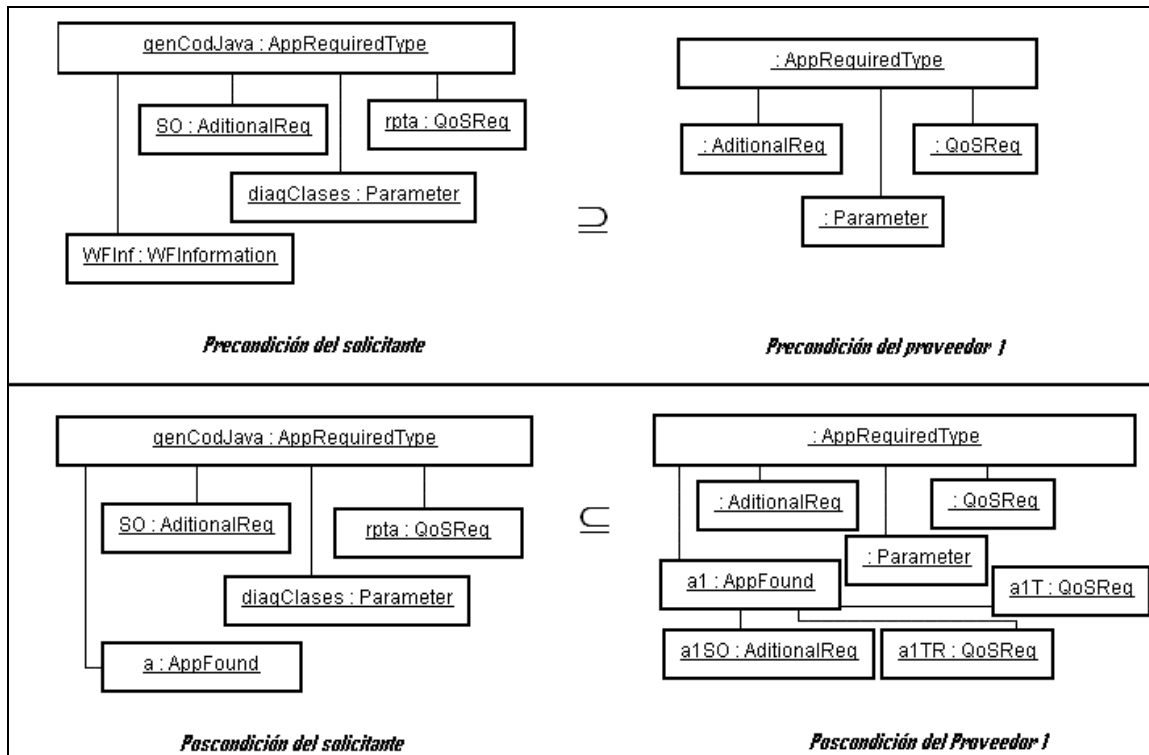 genCodJava : AppRequiredType
SO : AditionalReq
rpta : QoSReq
diagClases : Parameter
WFInf : WFInformation
Precondición del solicitante
⊇
: AppRequiredType
: AditionalReq
: QoSReq
: Parameter
Precondición del proveedor 1
genCodJava : AppRequiredType
SO : AditionalReq
rpta : QoSReq
diagClases : Parameter
a : AppFound
Poscondición del solicitante
⊆
: AppRequiredType
: AditionalReq
: QoSReq
: Parameter
a1 : AppFound
a1T : QoSReq
a1SO : AditionalReq
a1TR : QoSReq
Poscondición del Proveedor 1